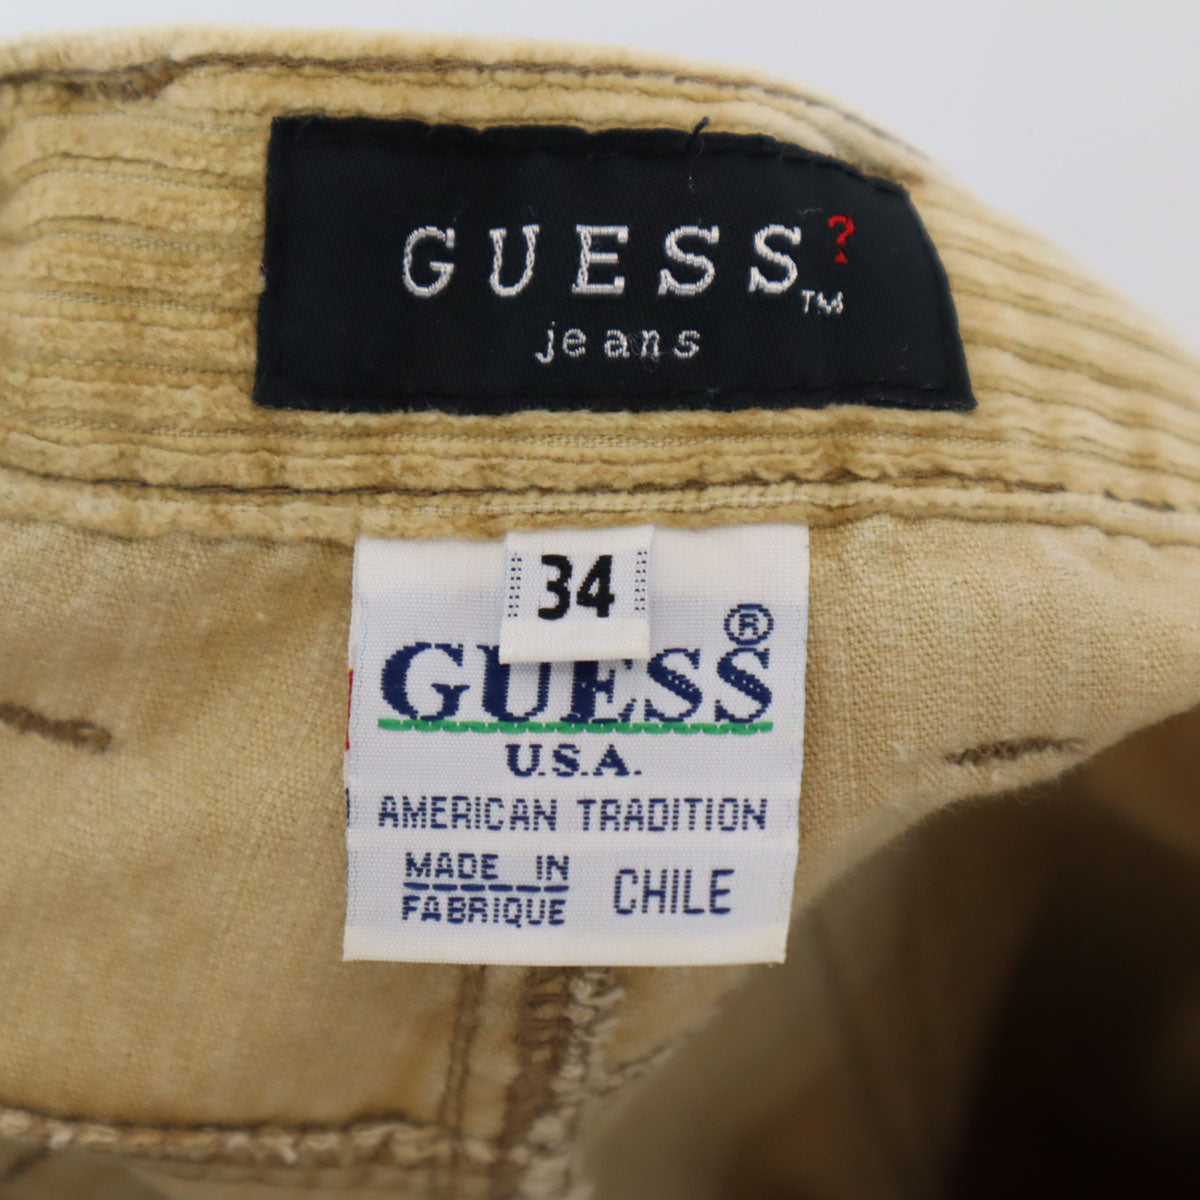 GUESS?™
jeans
34
GUESS®
U.S.A.
AMERICAN TRADITION
MADE IN
FABRIQUE
CHILE